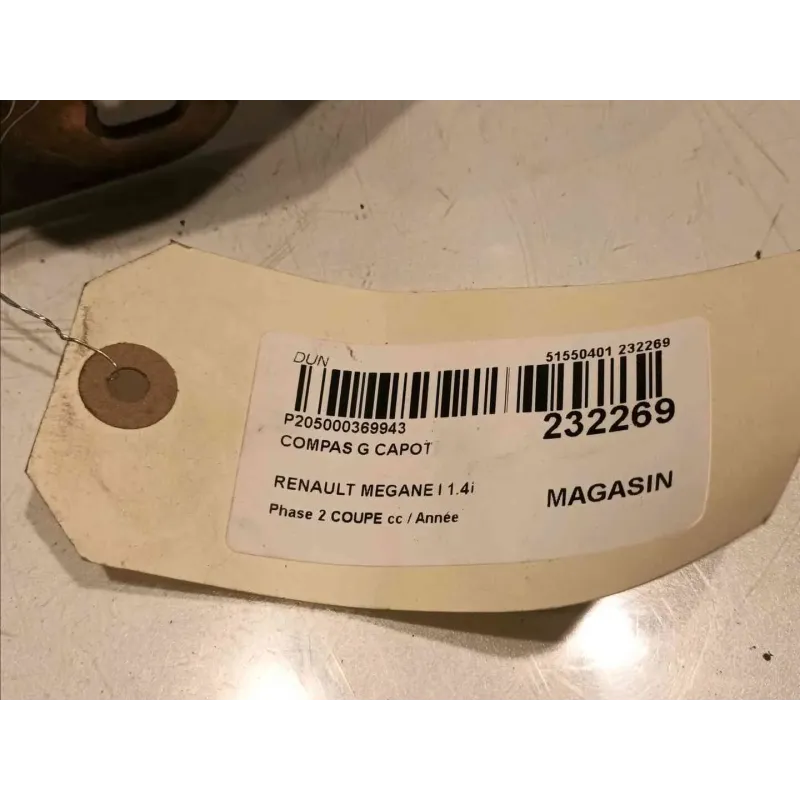 DUN
51550401 232269
P205000369943
232269
COMPAS G CAPOT
RENAULT MEGANE I 1.4i
MAGASIN
Phase 2 COUPE cc / Année